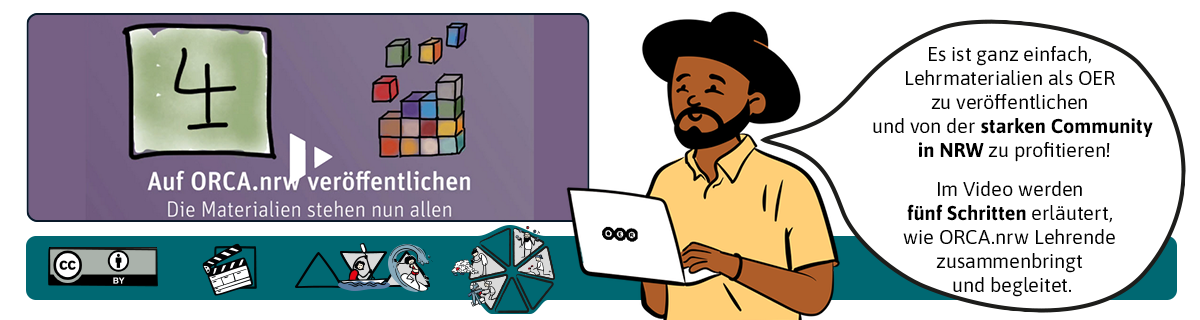 4
Auf ORCA.nrw veröffentlichen
Die Materialien stehen nun allen
cc
BY
OER
Es ist ganz einfach,
Lehrmaterialien als OER
zu veröffentlichen
und von der starken Community
in NRW zu profitieren!
Im Video werden
fünf Schritten erläutert,
wie ORCA.nrw Lehrende
zusammenbringt
und begleitet.